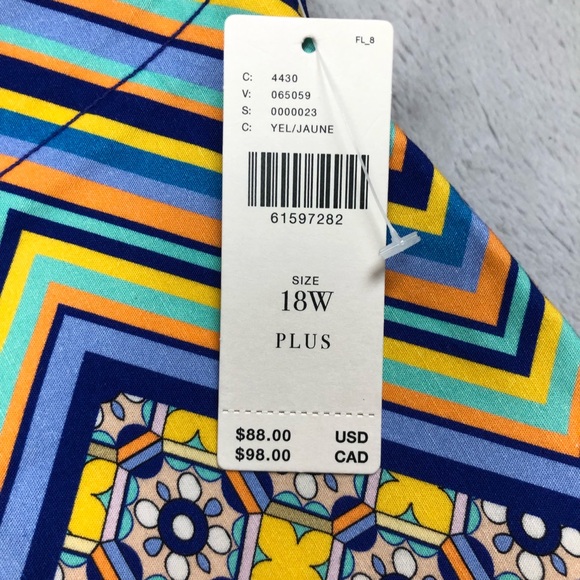 FL_8
C: 4430
V: 065059
S: 0000023
C: YEL/JAUNE
61597282
SIZE
18W
PLUS
$88.00 USD
$98.00 CAD